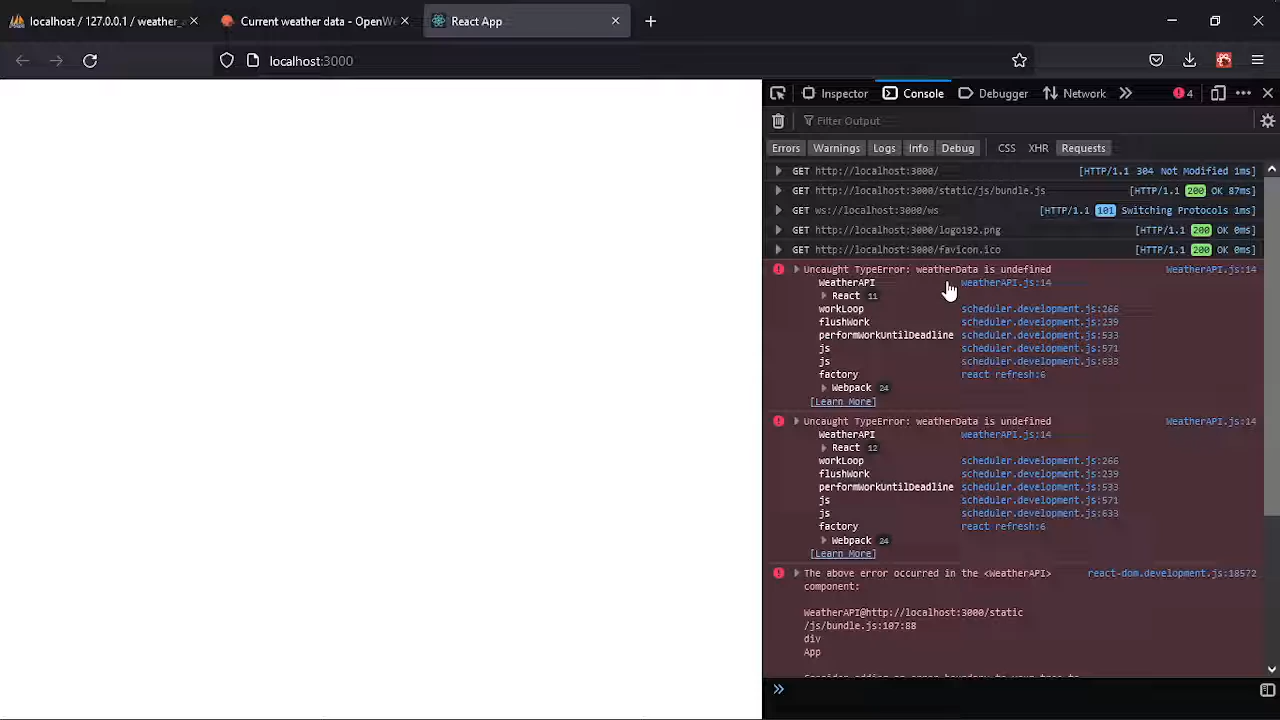 localhost / 127.0.0.1 / weather_
Current weather data - OpenWe
React App
localhost:3000
Inspector
Console
Debugger
Network
4
Filter Output
Errors
Warnings
Logs
Info
Debug
CSS
XHR
Requests
GET http://localhost:3000/ [HTTP/1.1 304 Not Modified 1ms]
GET http://localhost:3000/static/js/bundle.js [HTTP/1.1 200 OK 87ms]
GET ws://localhost:3000/ws [HTTP/1.1 101 Switching Protocols 1ms]
GET http://localhost:3000/logo192.png [HTTP/1.1 200 OK 0ms]
GET http://localhost:3000/favicon.ico [HTTP/1.1 200 OK 0ms]
Uncaught TypeError: weatherData is undefined WeatherAPI.js:14
WeatherAPI WeatherAPI.js:14
React 11
workLoop scheduler.development.js:266
flushWork scheduler.development.js:239
performWorkUntilDeadline scheduler.development.js:533
js scheduler.development.js:571
js scheduler.development.js:633
factory react refresh:6
Webpack 24
[Learn More]
Uncaught TypeError: weatherData is undefined WeatherAPI.js:14
WeatherAPI WeatherAPI.js:14
React 12
workLoop scheduler.development.js:266
flushWork scheduler.development.js:239
performWorkUntilDeadline scheduler.development.js:533
js scheduler.development.js:571
js scheduler.development.js:633
factory react refresh:6
Webpack 24
[Learn More]
The above error occurred in the <WeatherAPI> react-dom.development.js:18572
component:
WeatherAPI@http://localhost:3000/static
/js/bundle.js:107:88
div
App